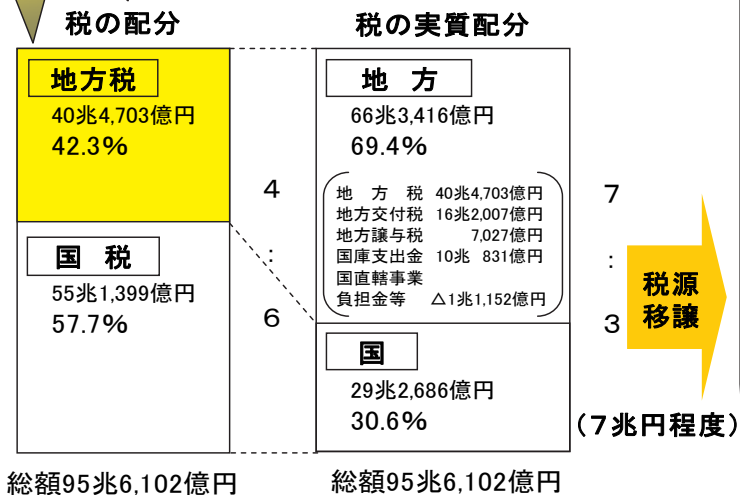 税の配分
地方税
40兆4,703億円
42.3%
国 税
55兆1,399億円
57.7%
総額95兆6,102億円
4
:
6
税の実質配分
地 方
66兆3,416億円
69.4%
地 方 税 40兆4,703億円
地方交付税 16兆2,007億円
地方譲与税 7,027億円
国庫支出金 10兆 831億円
国直轄事業
負担金等 △1兆1,152億円
国
29兆2,686億円
30.6%
総額95兆6,102億円
7
:
3
税源
移譲
(7兆円程度)